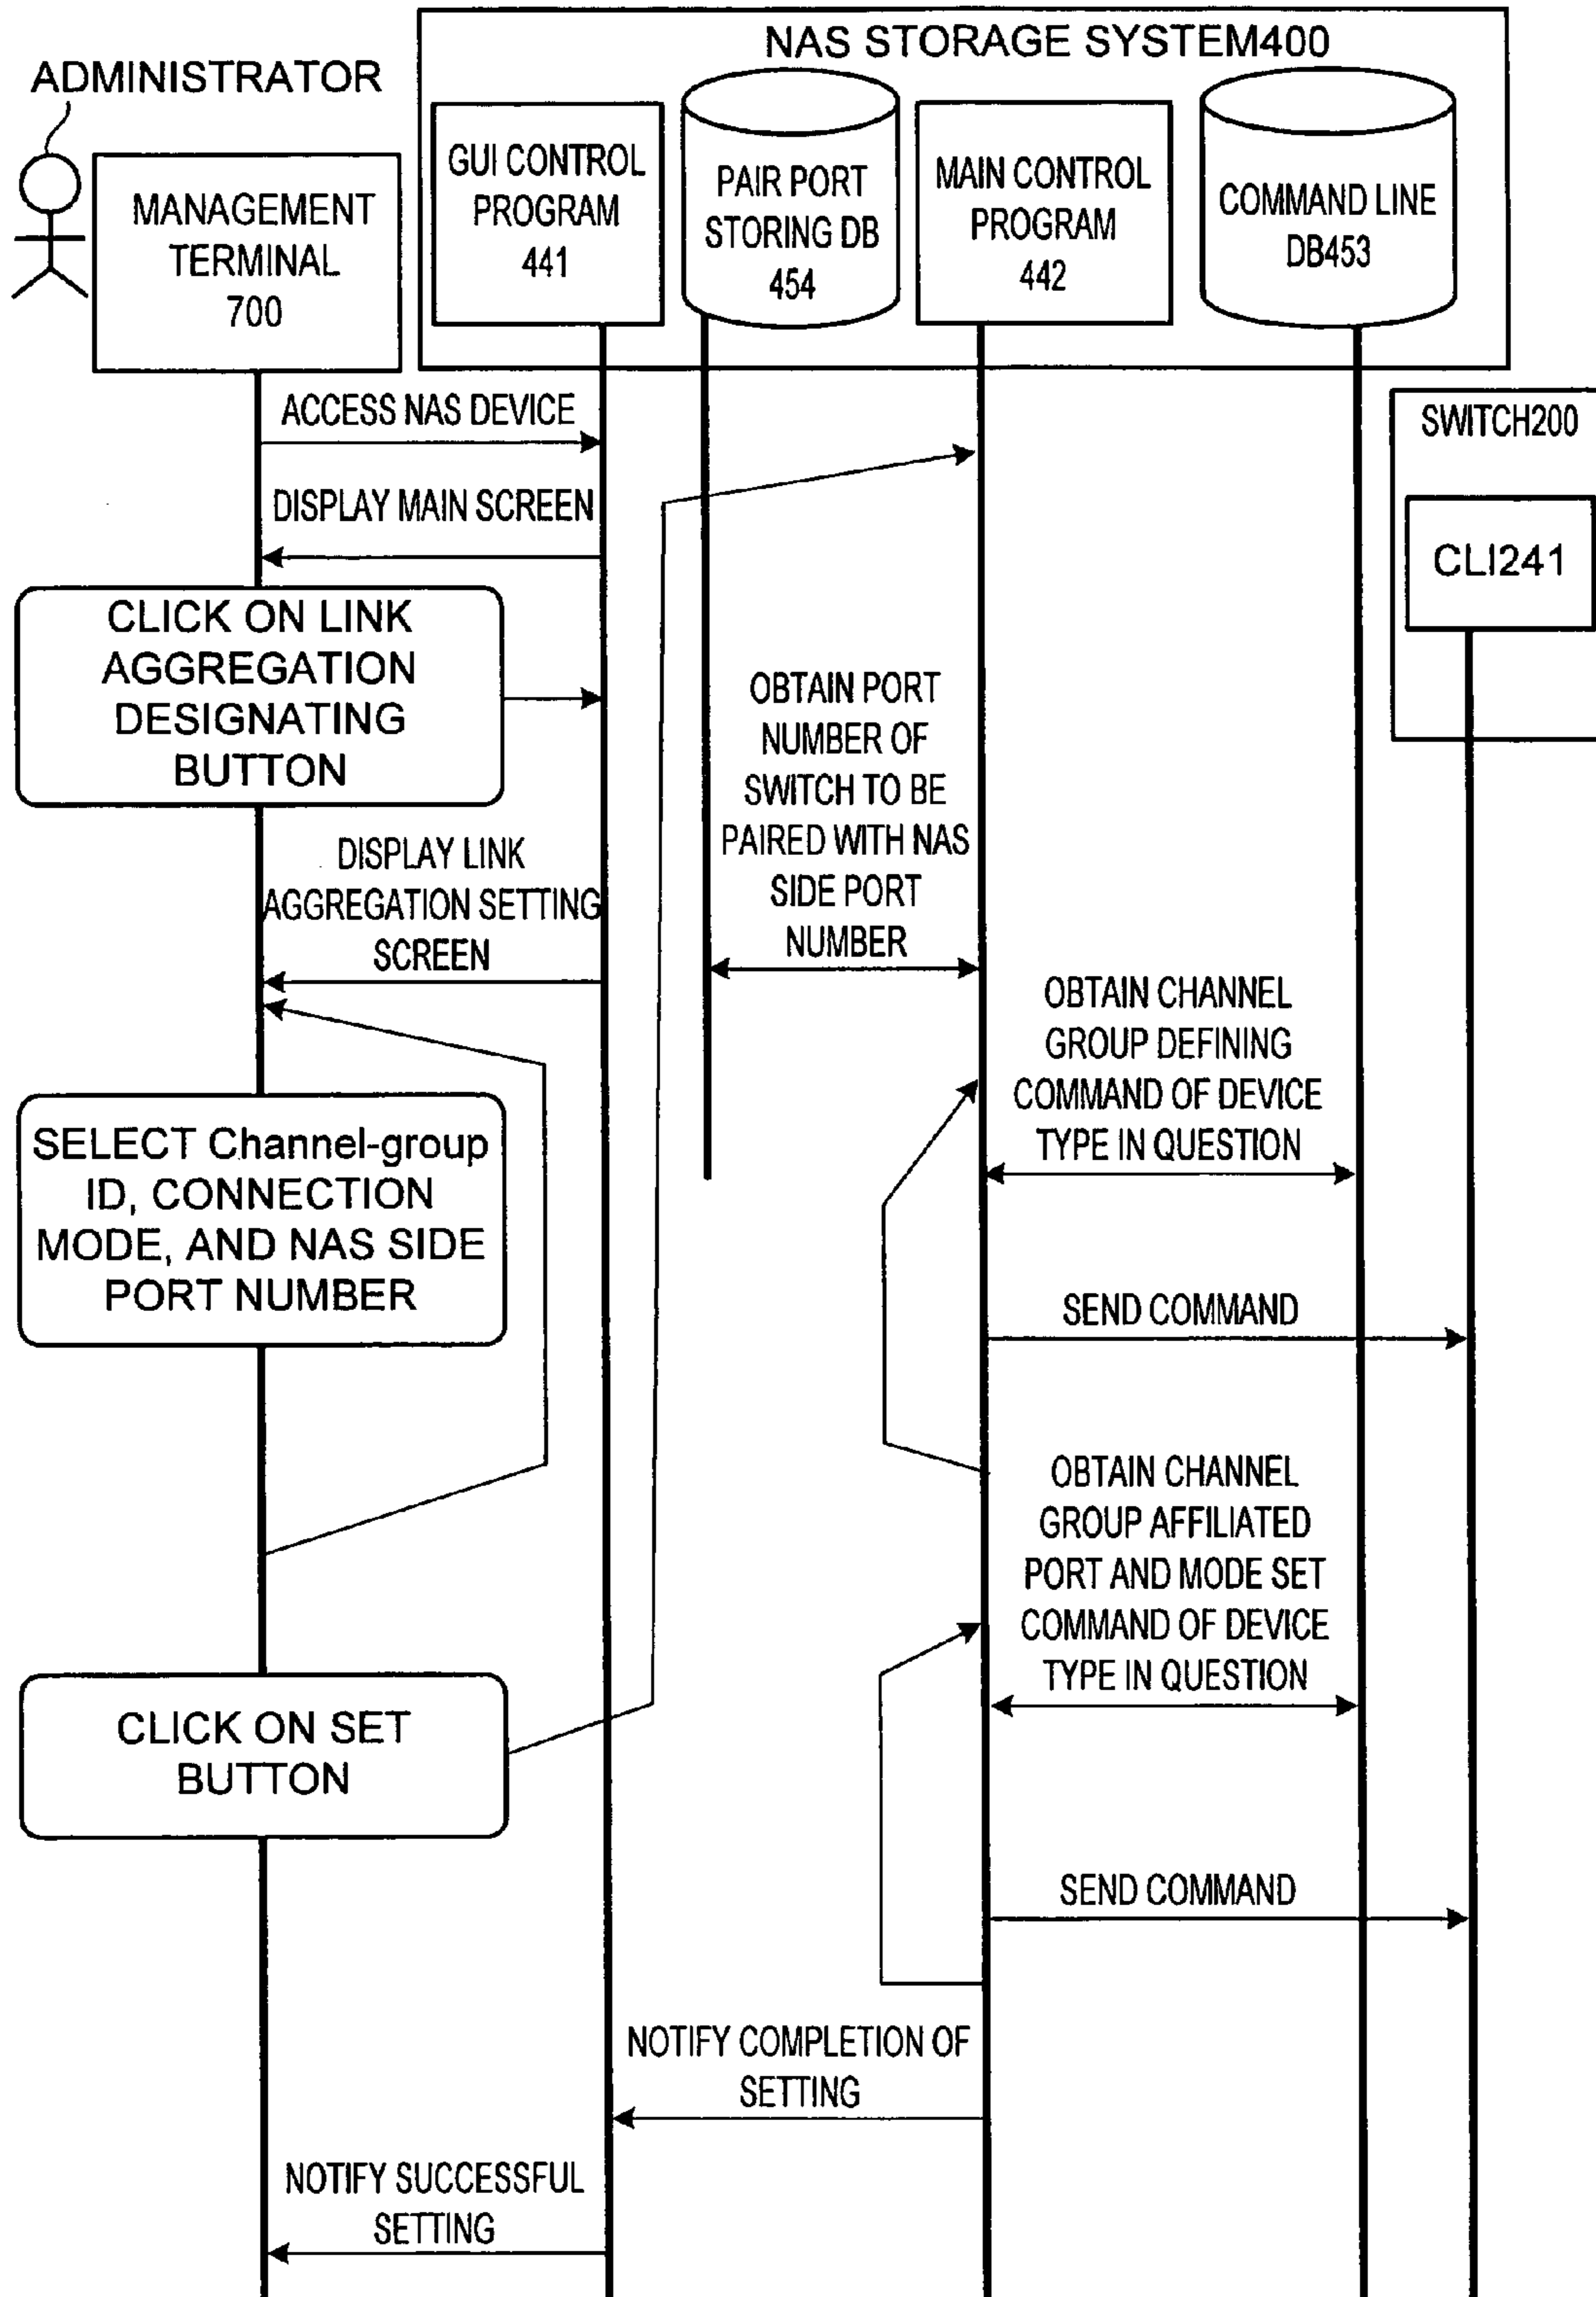 NAS STORAGE SYSTEM400
ADMINISTRATOR
MANAGEMENT
TERMINAL
700
GUI CONTROL
PROGRAM
441
PAIR PORT
STORING DB
454
MAIN CONTROL
PROGRAM
442
COMMAND LINE
DB453
SWITCH200
CLI241
ACCESS NAS DEVICE
DISPLAY MAIN SCREEN
CLICK ON LINK
AGGREGATION
DESIGNATING
BUTTON
DISPLAY LINK
AGGREGATION SETTING
SCREEN
OBTAIN PORT
NUMBER OF
SWITCH TO BE
PAIRED WITH NAS
SIDE PORT
NUMBER
OBTAIN CHANNEL
GROUP DEFINING
COMMAND OF DEVICE
TYPE IN QUESTION
SELECT Channel-group
ID, CONNECTION
MODE, AND NAS SIDE
PORT NUMBER
SEND COMMAND
OBTAIN CHANNEL
GROUP AFFILIATED
PORT AND MODE SET
COMMAND OF DEVICE
TYPE IN QUESTION
CLICK ON SET
BUTTON
SEND COMMAND
NOTIFY COMPLETION OF
SETTING
NOTIFY SUCCESSFUL
SETTING